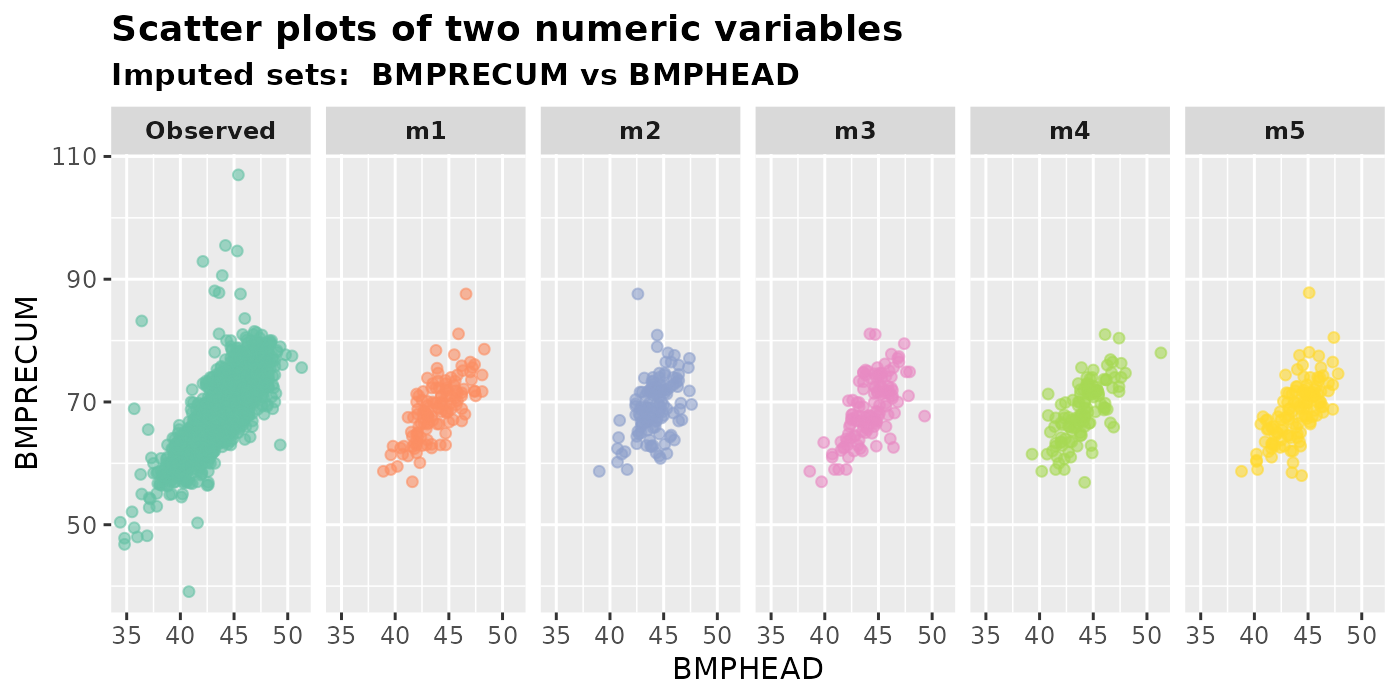 Scatter plots of two numeric variables
Imputed sets:  BMPRECUM vs BMPHEAD
Observed m1 m2 m3 m4 m5
110
90
70
50
BMPRECUM
35 40 45 50 35 40 45 50 35 40 45 50 35 40 45 50 35 40 45 50 35 40 45 50
BMPHEAD